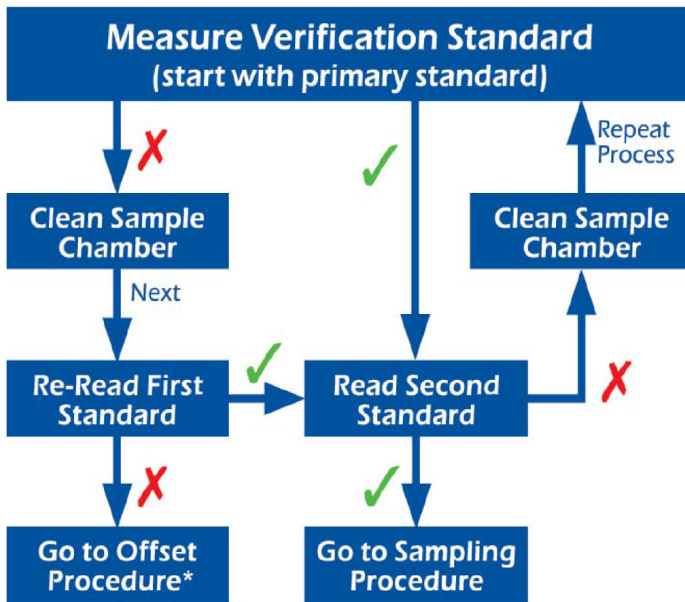 Measure Verification Standard
(start with primary standard)
Repeat
Process
Clean Sample
Chamber
Clean Sample
Chamber
Next
Re-Read First
Standard
Read Second
Standard
Go to Offset
Procedure*
Go to Sampling
Procedure